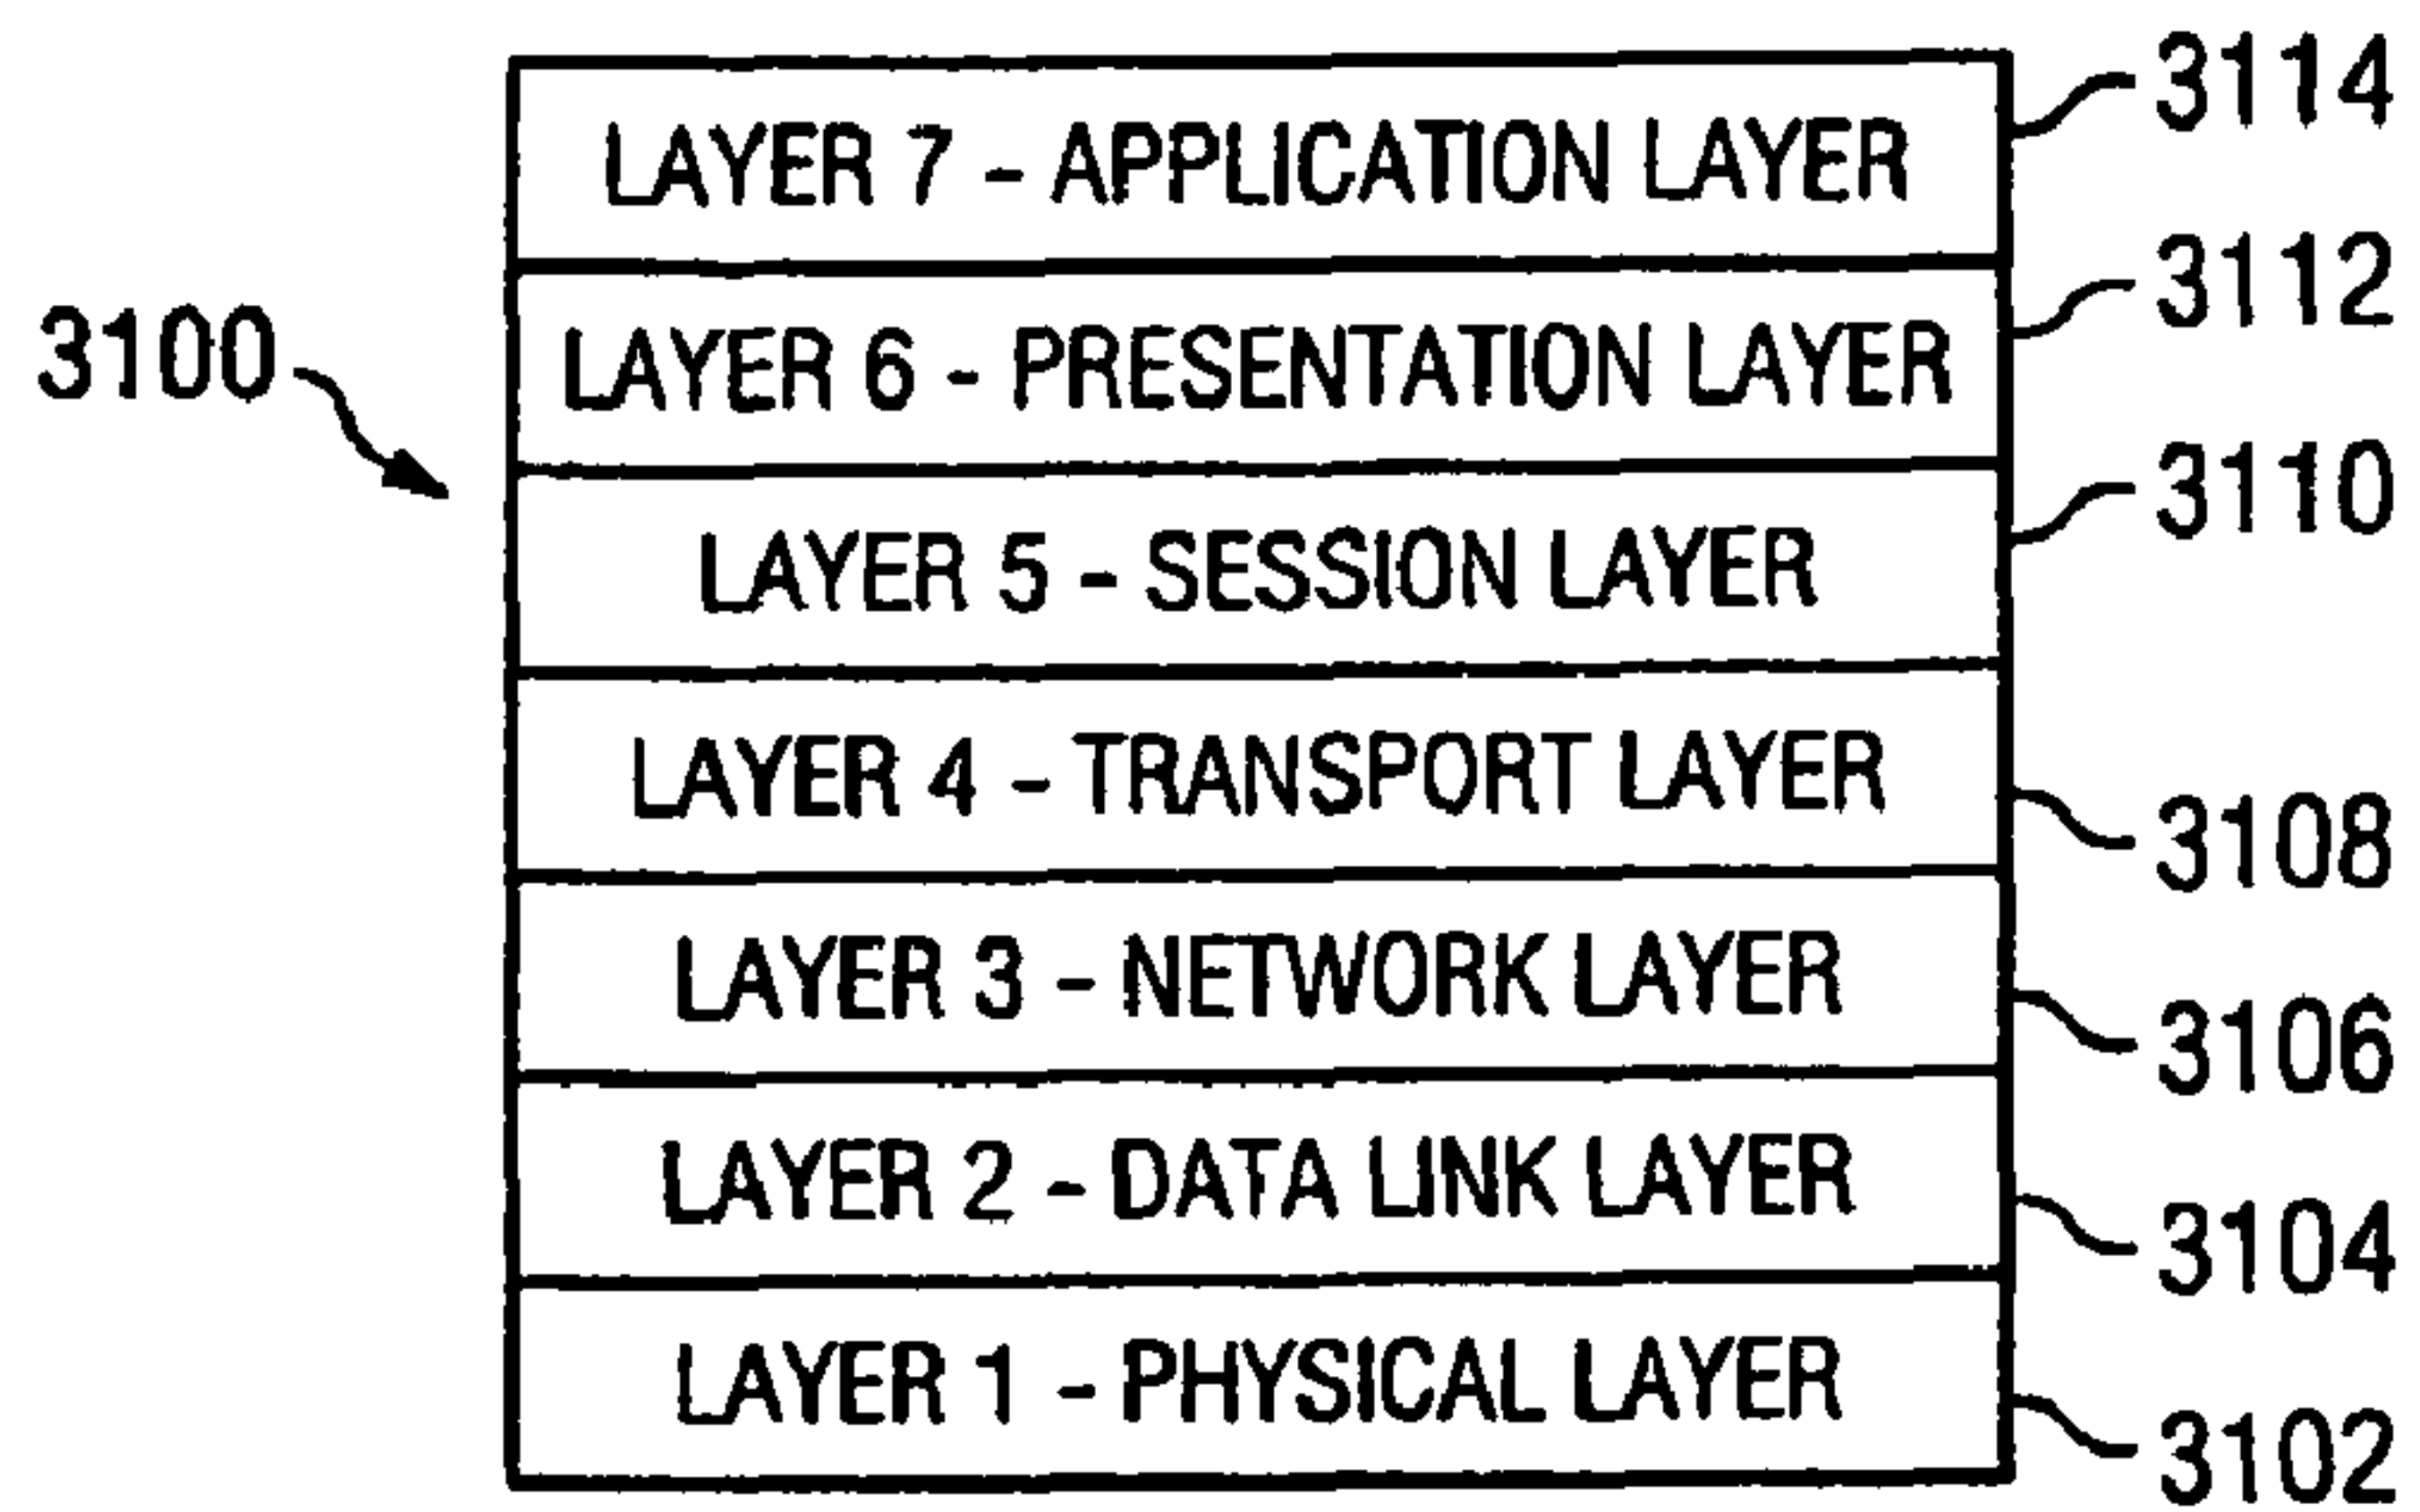 3114
LAYER 7 - APPLICATION LAYER
3112
3100
LAYER 6 - PRESENTATION LAYER
3110
LAYER 5 - SESSION LAYER
LAYER 4 - TRANSPORT LAYER
3108
LAYER 3 - NETWORK LAYER
3106
LAYER 2 - DATA LINK LAYER
3104
LAYER 1 - PHYSICAL LAYER
3102